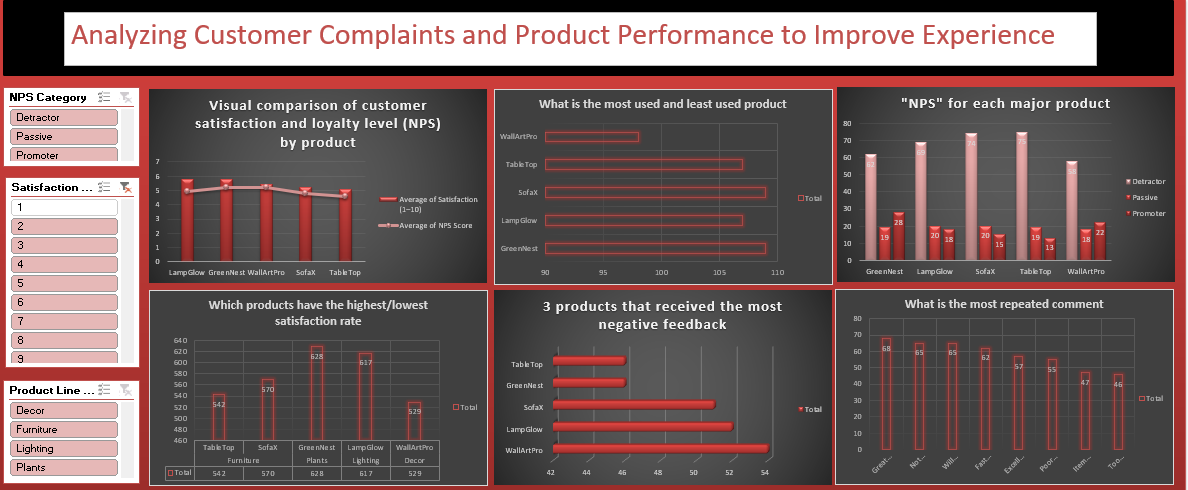 Analyzing Customer Complaints and Product Performance to Improve Experience
NPS Category
Detractor
Passive
Promoter
Satisfaction ...
1
2
3
4
5
6
7
8
9
Product Line ...
Decor
Furniture
Lighting
Plants
Visual comparison of customer
satisfaction and loyalty level (NPS)
by product
7
6
5
4
3
2
1
0
LampGlow GreenNest WallArtPro SofaX TableTop
Average of Satisfaction
(1–10)
Average of NPS Score
What is the most used and least used product
WallArtPro
TableTop
SofaX
LampGlow
GreenNest
90 95 100 105 110
Total
"NPS" for each major product
80
70
60
50
40
30
20
10
0
62 19 28
69 20 18
74 20 15
75 19 13
58 18 22
GreenNest LampGlow SofaX TableTop WallArtPro
Detractor
Passive
Promoter
Which products have the highest/lowest
satisfaction rate
640
620
600
580
560
540
520
500
480
460
542 570 628 617 529
TableTop SofaX GreenNest LampGlow WallArtPro
Furniture Plants Lighting Decor
Total 542 570 628 617 529
Total
3 products that received the most
negative feedback
TableTop
GreenNest
SofaX
LampGlow
WallArtPro
42 44 46 48 50 52 54
Total
What is the most repeated comment
80
70
60
50
40
30
20
10
0
68 65 65 62 57 55 47 46
Great... Not... Will... Fast... Excell... Poor... Item... Too...
Total